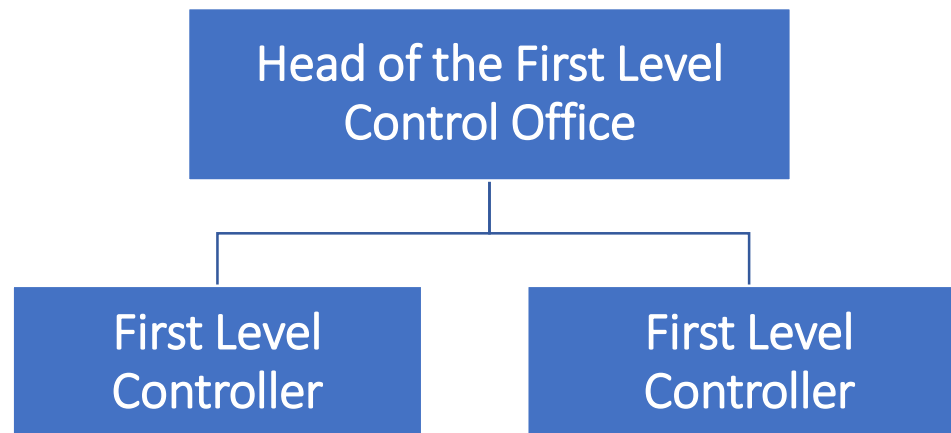 Head of the First Level
Control Office
First Level
Controller
First Level
Controller